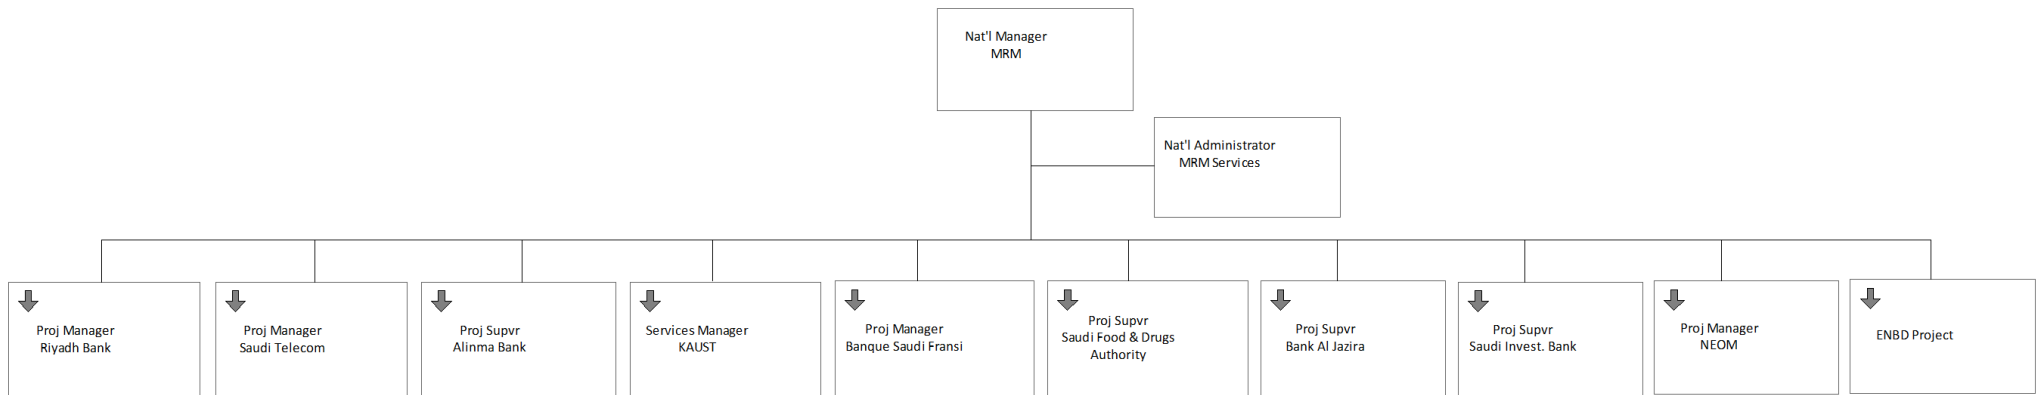 Nat'l Manager
MRM
Nat'l Administrator
MRM Services
Proj Manager
Riyadh Bank
Proj Manager
Saudi Telecom
Proj Supvr
Alinma Bank
Services Manager
KAUST
Proj Manager
Banque Saudi Fransi
Proj Supvr
Saudi Food & Drugs
Authority
Proj Supvr
Bank Al Jazira
Proj Supvr
Saudi Invest. Bank
Proj Manager
NEOM
ENBD Project